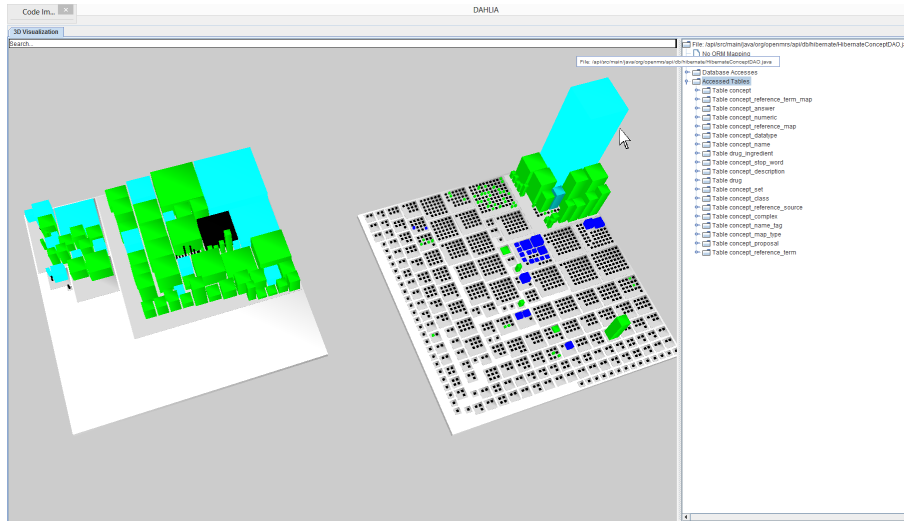 Code Im...
DAHLIA
3D Visualization
Search...
File: /api/src/main/java/org/openmrs/api/db/hibernate/HibernateConceptDAO.j
No ORM Mapping
File: /api/src/main/java/org/openmrs/api/db/hibernate/HibernateConceptDAO.java
Database Accesses
Accessed Tables
Table concept
Table concept_reference_term_map
Table concept_answer
Table concept_numeric
Table concept_reference_map
Table concept_datatype
Table concept_name
Table drug_ingredient
Table concept_stop_word
Table concept_description
Table drug
Table concept_set
Table concept_class
Table concept_reference_source
Table concept_complex
Table concept_name_tag
Table concept_map_type
Table concept_proposal
Table concept_reference_term